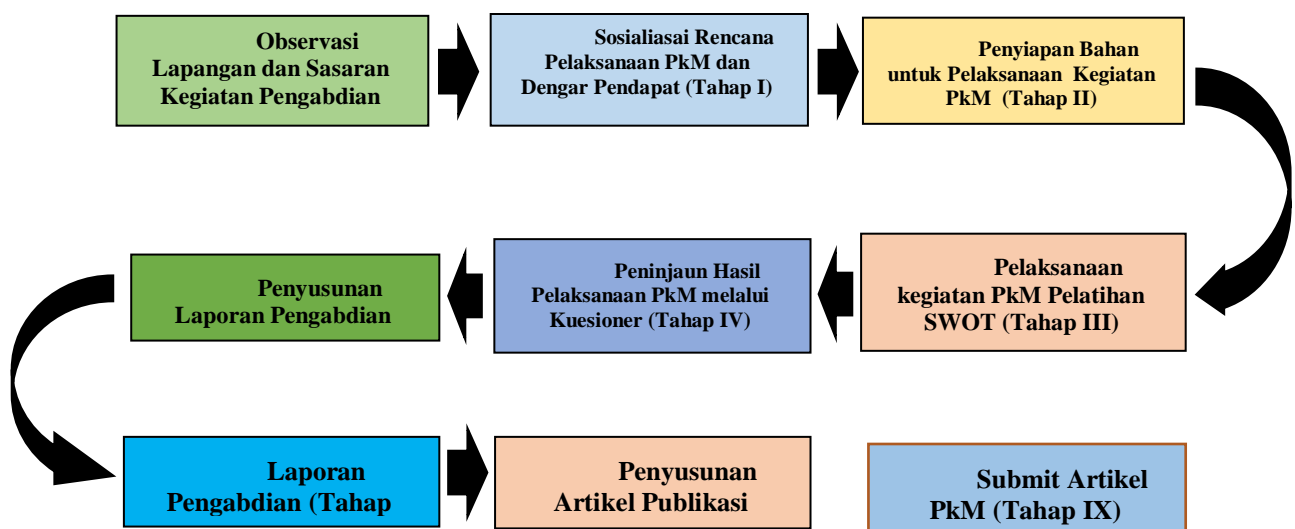 Observasi
Lapangan dan Sasaran
Kegiatan Pengabdian
Sosialiasai Rencana
Pelaksanaan PkM dan
Dengar Pendapat (Tahap I)
Penyiapan Bahan
untuk Pelaksanaan Kegiatan
PkM (Tahap II)
Pelaksanaan
kegiatan PkM Pelatihan
SWOT (Tahap III)
Peninjaun Hasil
Pelaksanaan PkM melalui
Kuesioner (Tahap IV)
Penyusunan
Laporan Pengabdian
Laporan
Pengabdian (Tahap
Penyusunan
Artikel Publikasi
Submit Artikel
PkM (Tahap IX)